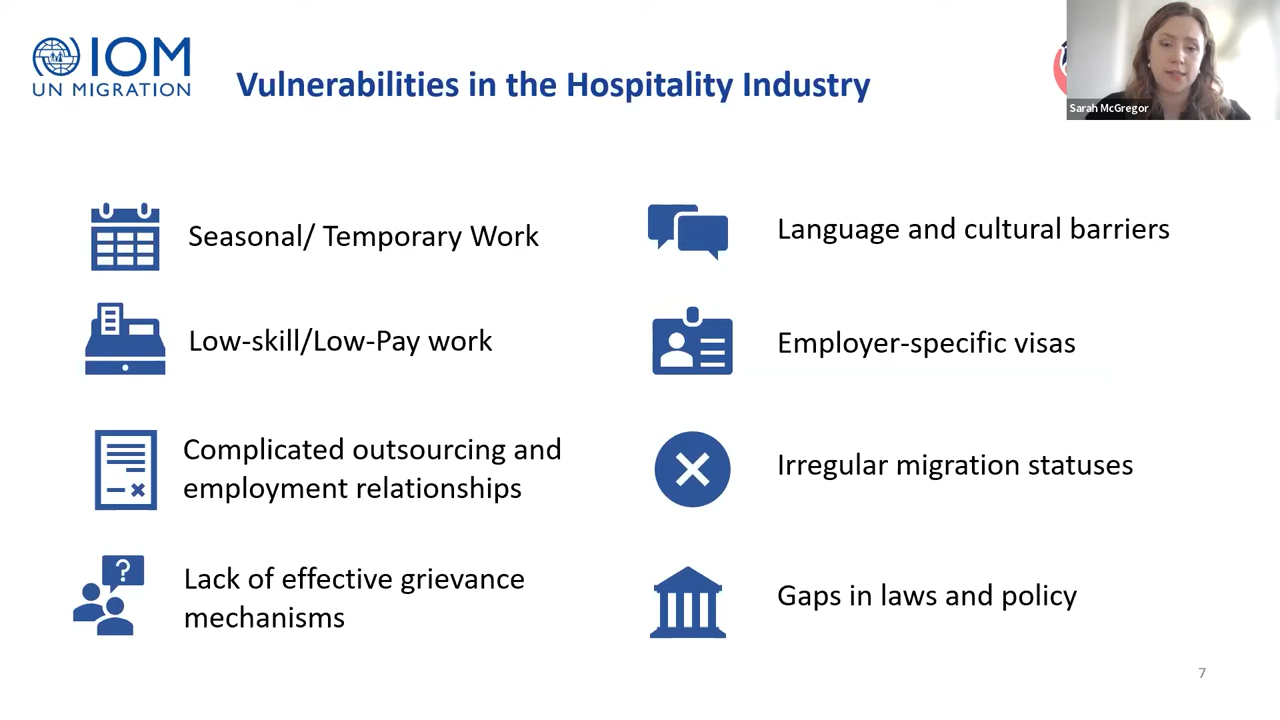 IOM
UN MIGRATION
Vulnerabilities in the Hospitality Industry
Sarah McGregor
Seasonal/ Temporary Work
Low-skill/Low-Pay work
Complicated outsourcing and
employment relationships
?
Lack of effective grievance
mechanisms
Language and cultural barriers
Employer-specific visas
Irregular migration statuses
Gaps in laws and policy
7